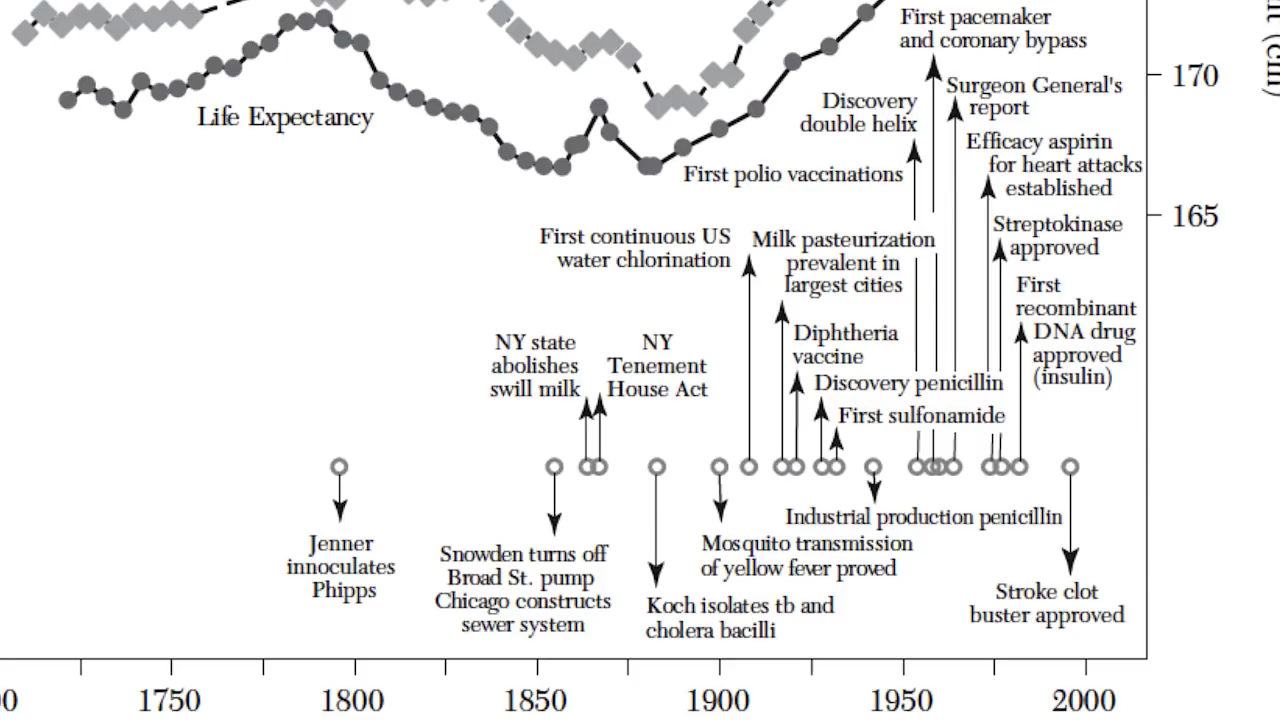 First pacemaker
and coronary bypass
170
Surgeon General's
report
Life Expectancy
Discovery
double helix
Efficacy aspirin
for heart attacks
established
First polio vaccinations
165
Streptokinase
approved
First continuous US
water chlorination
Milk pasteurization
prevalent in
largest cities
First
recombinant
DNA drug
approved
(insulin)
NY state
abolishes
swill milk
NY
Tenement
House Act
Diphtheria
vaccine
Discovery penicillin
First sulfonamide
Industrial production penicillin
Jenner
innoculates
Phipps
Snowden turns off
Broad St. pump
Chicago constructs
sewer system
Mosquito transmission
of yellow fever proved
Koch isolates tb and
cholera bacilli
Stroke clot
buster approved
1750
1800
1850
1900
1950
2000